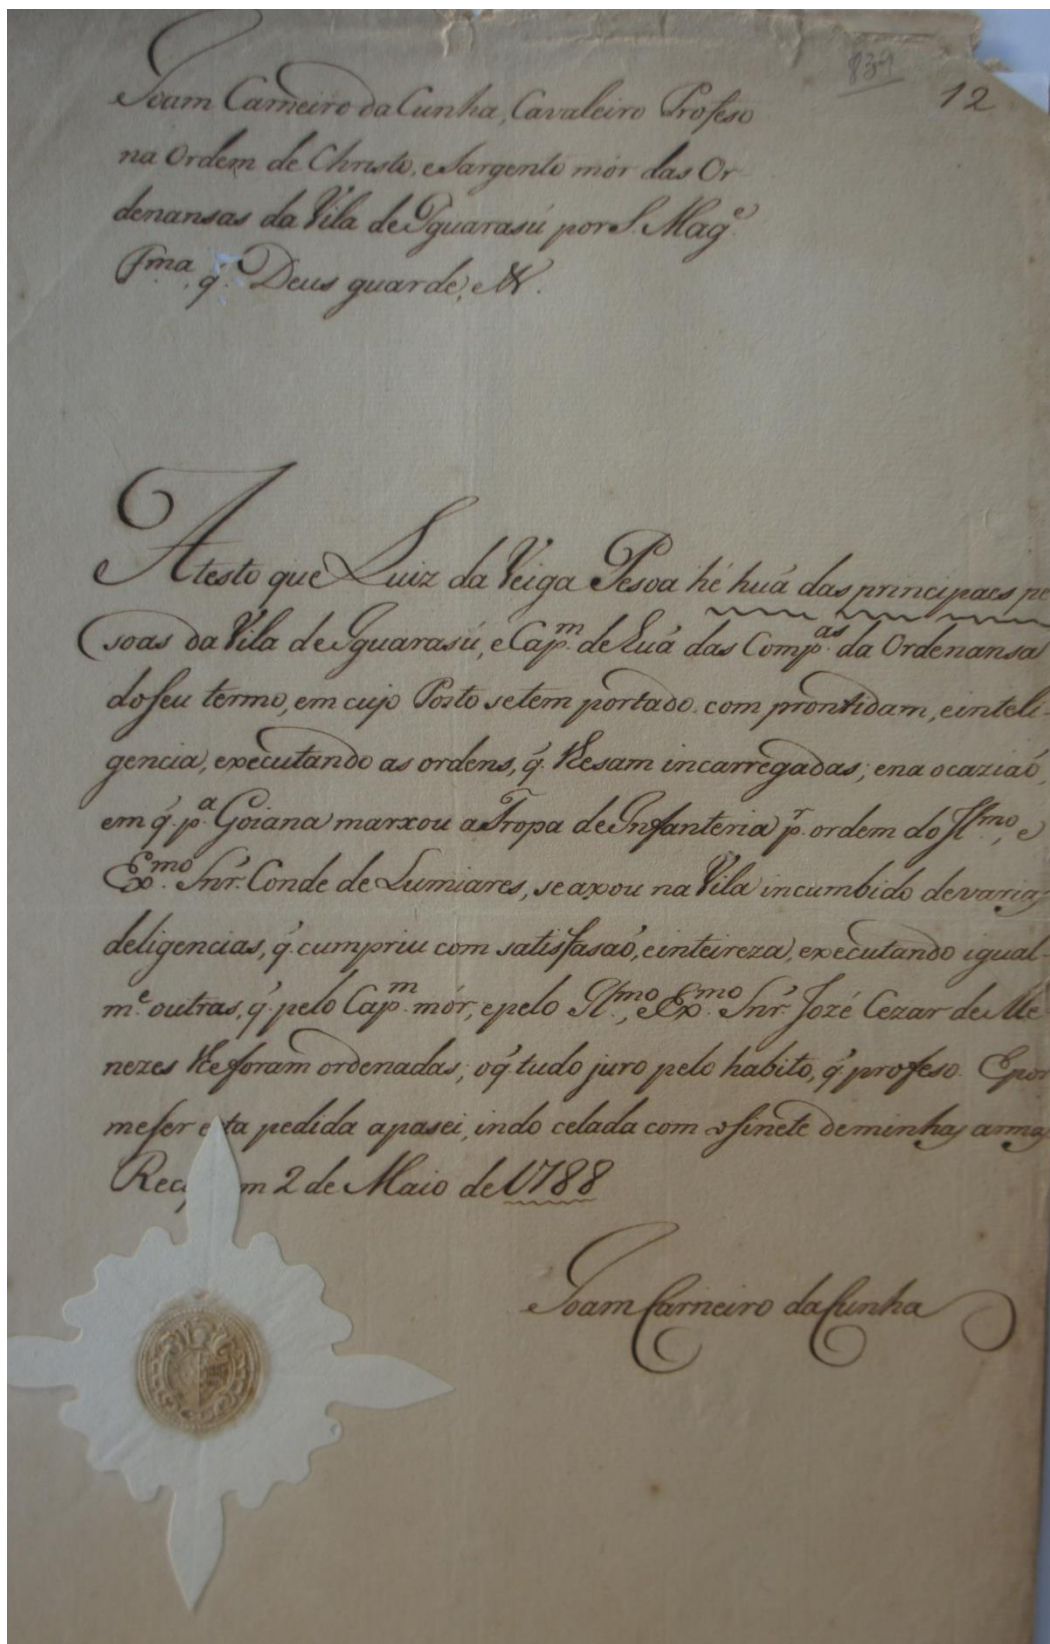 839
12
Joam Carneiro da Cunha, Cavaleiro Profeso
na Ordem de Christo, e Sargento mór das Or
denansas da Vila de Iguarasú por S. Mag.e
F.ma, q.' Deus guarde, etc.
Atesto que Luiz da Veiga Pesoa hé huá das principaes pe
soas da Vila de Iguarasú, e Cap.m de huá das Comp.as da Ordenansa
do seu termo, em cujo Posto se tem portado com prontidam, e inteli-
gencia, executando as ordens, q.' lhe sam incarregadas; e na ocaziaó,
em q.' p.a Goiana marxou a Tropa de Infanteria p.r ordem do Il.mo, e
Ex.mo Snr. Conde de Lumiares, se axou na Vila incumbido de varias
deligencias, q.' cumpriu com satisfasaó, e inteireza, executando igual-
m.e outras, q.' pelo Cap.m mór, e pelo Il.mo, e Ex.mo Snr. Jozé Cezar de Me
nezes lhe foram ordenadas; o q.' tudo juro pelo habito, q.' profeso. E por
me ser esta pedida a pasei, indo celada com o sinete de minhas armas
Rec em 2 de Maio de 1788
Joam Carneiro da Cunha